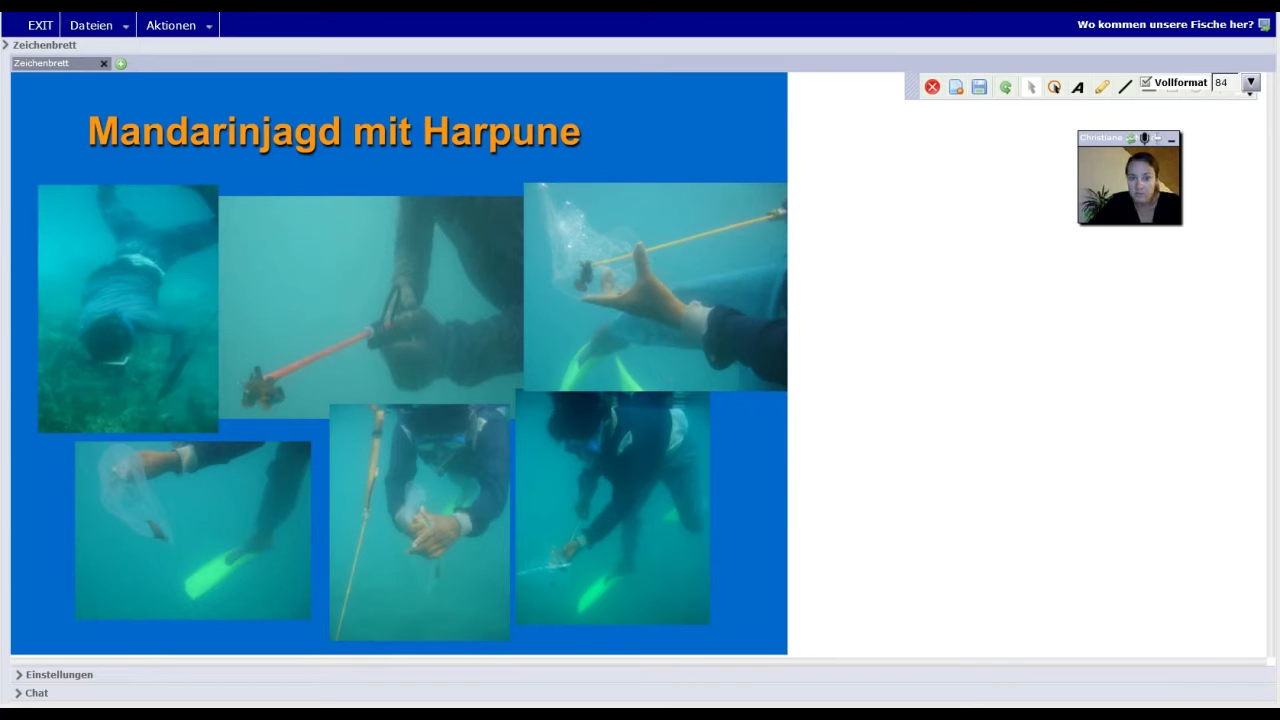 EXIT Dateien Aktionen Wo kommen unsere Fische her?
Zeichenbrett
Zeichenbrett
Vollformat 84
Christiane
Mandarinjagd mit Harpune
Einstellungen
Chat